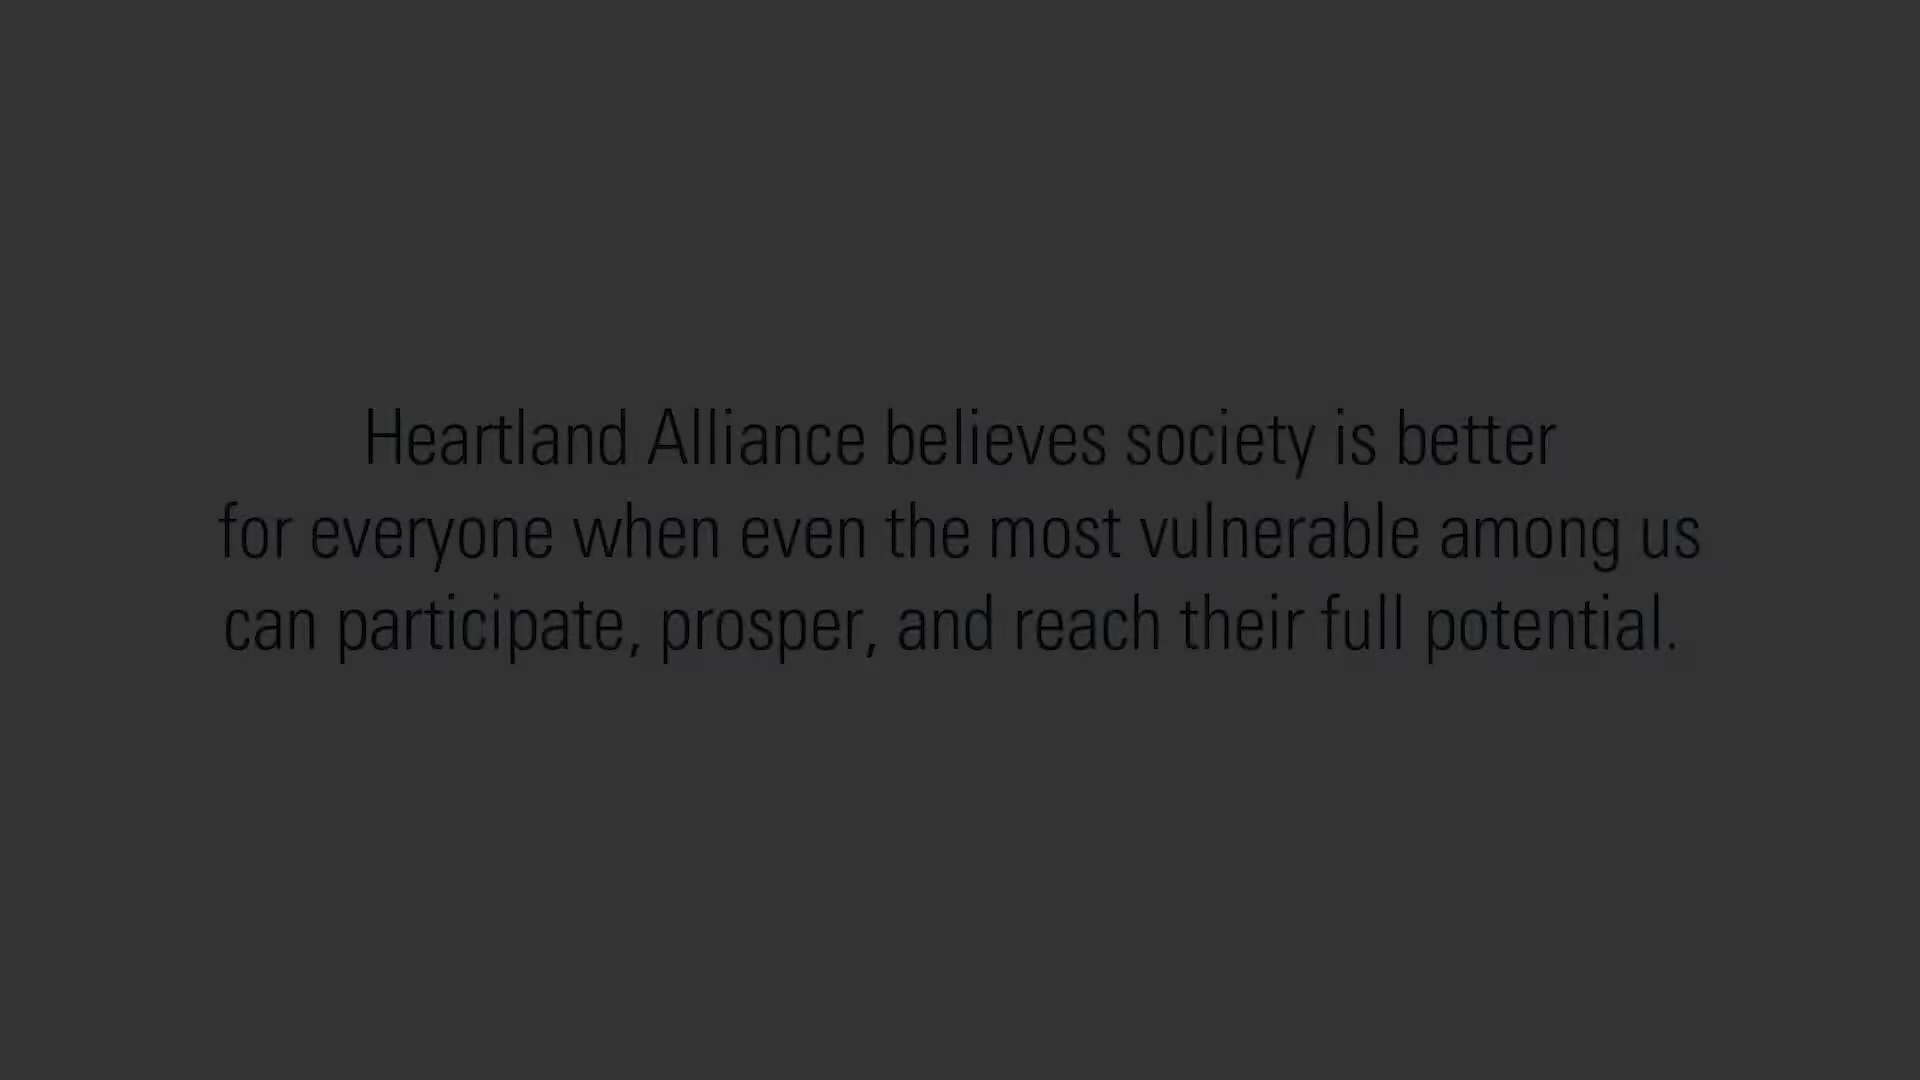 Heartland Alliance believes society is better
for everyone when even the most vulnerable among us
can participate, prosper, and reach their full potential.